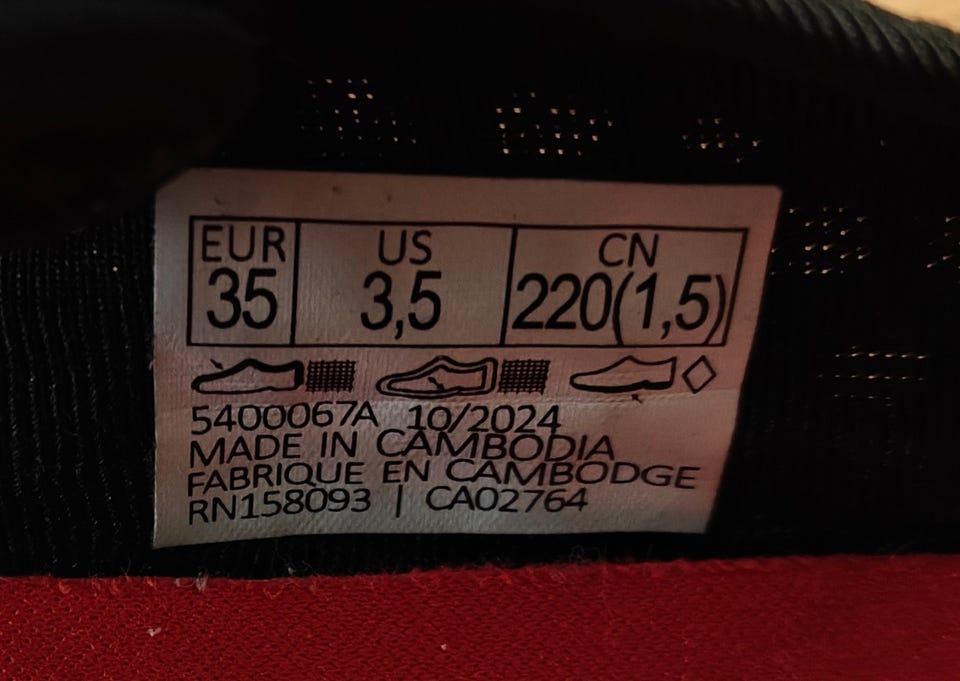 EUR US CN
35 3,5 220(1,5)
5400067A 10/2024
MADE IN CAMBODIA
FABRIQUE EN CAMBODGE
RN158093 | CA02764